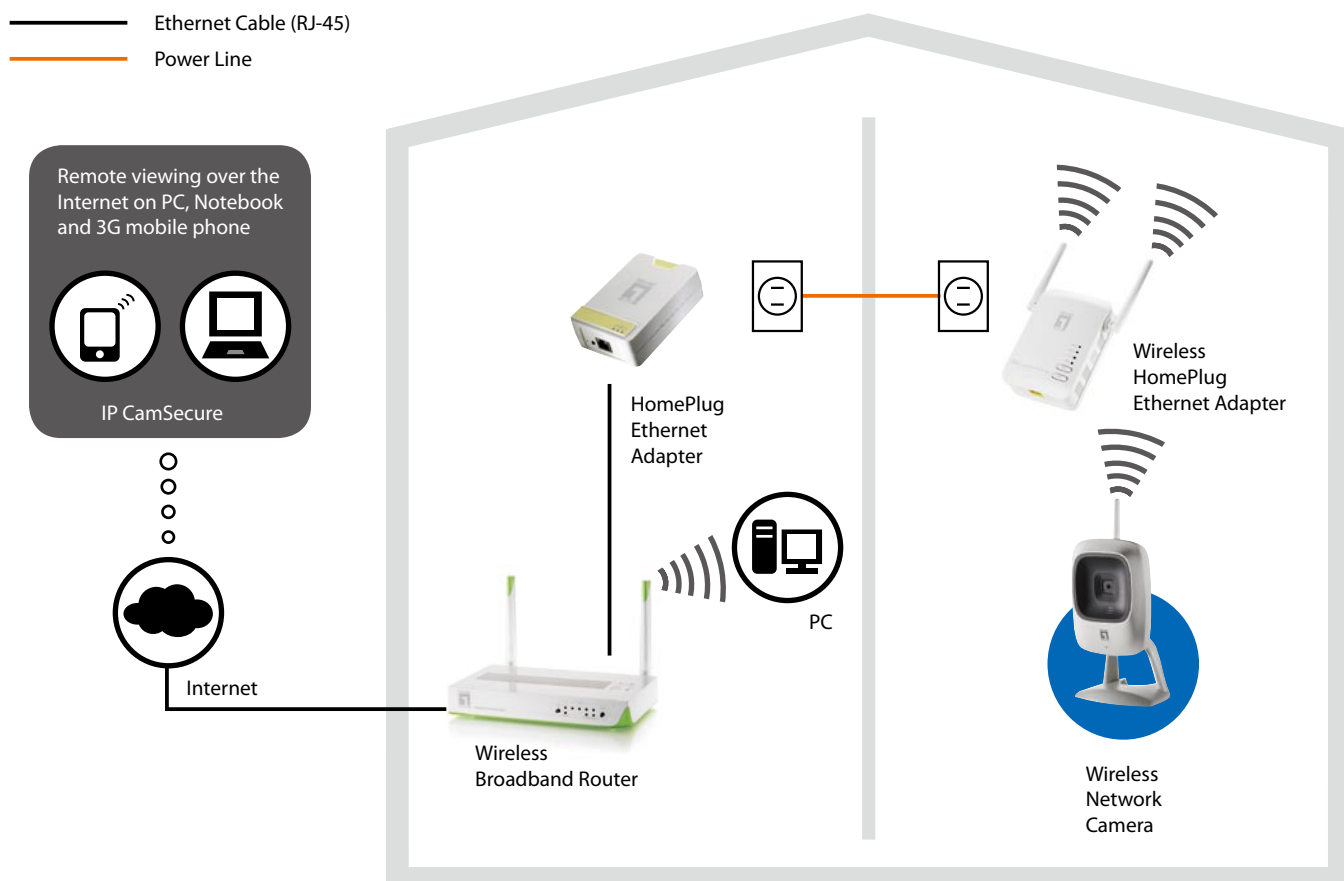 Ethernet Cable (RJ-45)
Power Line
Remote viewing over the
Internet on PC, Notebook
and 3G mobile phone
IP CamSecure
Internet
HomePlug
Ethernet
Adapter
PC
Wireless
Broadband Router
Wireless
HomePlug
Ethernet Adapter
Wireless
Network
Camera